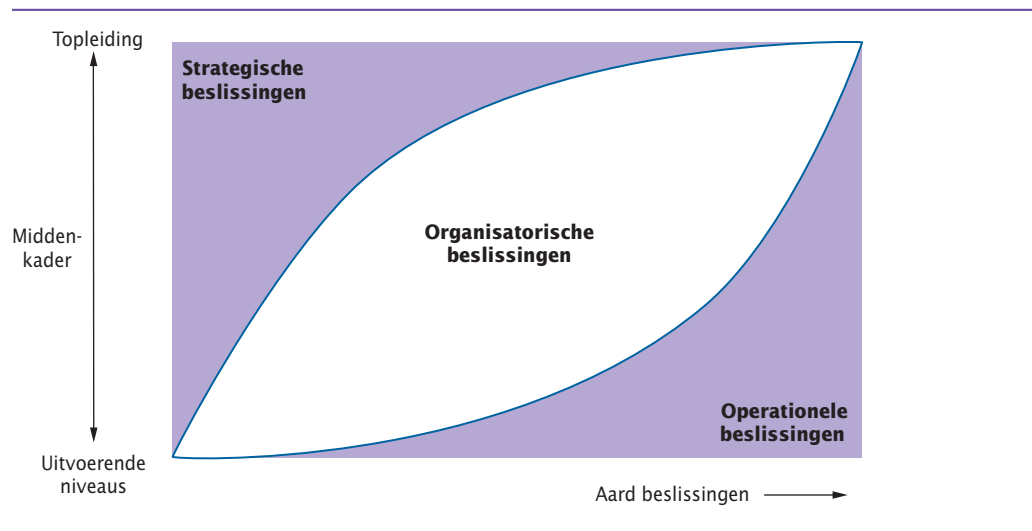 Topleiding
Strategische
beslissingen
Midden-
kader
Organisatorische
beslissingen
Operationele
beslissingen
Uitvoerende
niveaus
Aard beslissingen